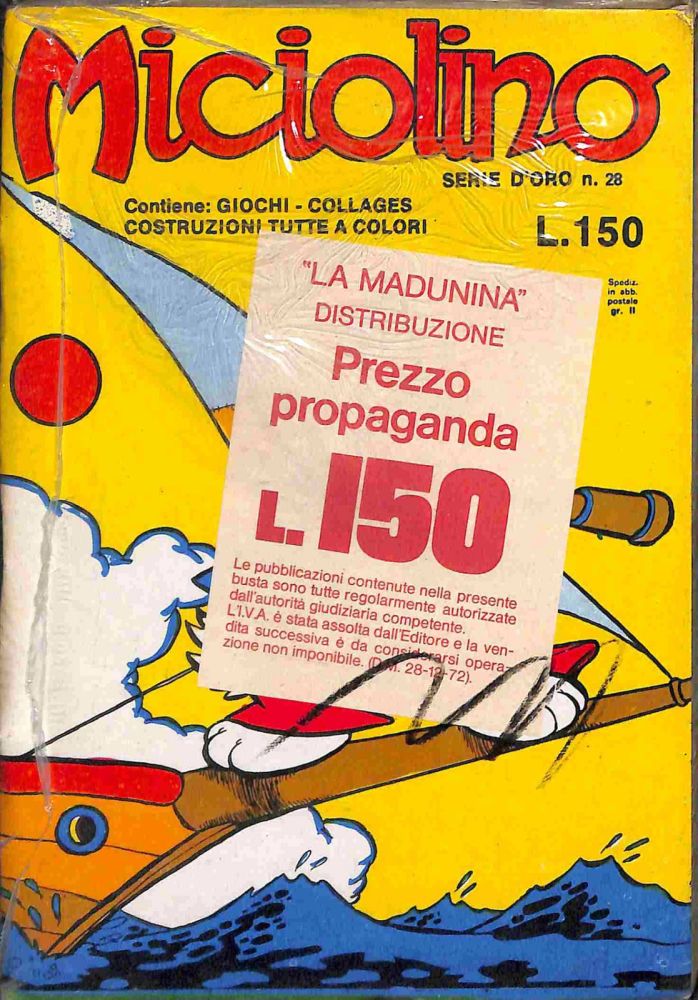 Miciolino
SERIE D'ORO n. 28
Contiene: GIOCHI - COLLAGES
COSTRUZIONI TUTTE A COLORI
L.150
Spediz.
in abb.
postale
gr. II
"LA MADUNINA"
DISTRIBUZIONE
Prezzo
propaganda
L.150
Le pubblicazioni contenute nella presente
busta sono tutte regolarmente autorizzate
dall'autorità giudiziaria competente.
L'I.V.A. è stata assolta dall'Editore e la ven-
dita successiva è da considerarsi opera-
zione non imponibile. (D.M. 28-12-72).